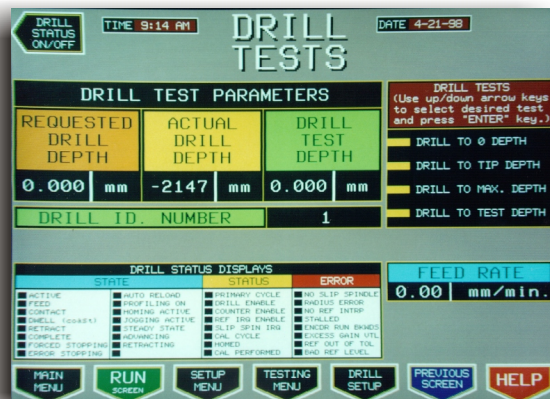 DRILL
STATUS
ON/OFF
TIME 9:14 AM
DRILL
TESTS
DATE 4-21-98
DRILL TEST PARAMETERS
REQUESTED
DRILL
DEPTH
ACTUAL
DRILL
DEPTH
DRILL
TEST
DEPTH
0.000 mm
-2147 mm
0.000 mm
DRILL ID. NUMBER 1
DRILL TESTS
(Use up/down arrow keys
to select desired test
and press "ENTER" key.)
DRILL TO 0 DEPTH
DRILL TO TIP DEPTH
DRILL TO MAX. DEPTH
DRILL TO TEST DEPTH
DRILL STATUS DISPLAYS
STATE
STATUS
ERROR
ACTIVE
FEED
CONTACT
DWELL (coast)
RETRACT
COMPLETE
FORCED STOPPING
ERROR STOPPING
AUTO RELOAD
PROFILING ON
HOMING ACTIVE
JOGGING ACTIVE
STEADY STATE
ADVANCING
RETRACTING
PRIMARY CYCLE
DRILL ENABLE
COUNTER ENABLE
REF IRQ ENABLE
SLIP SPIN IRQ
CAL CYCLE
HOMED
CAL PERFORMED
NO SLIP SPINDLE
RADIUS ERROR
NO REF INTRP
STALLED
ENCDR RUN BKWDS
EXCESS GAIN VTL
REF OUT OF TOL
BAD REF LEVEL
FEED RATE
0.00 mm/min.
MAIN
MENU
RUN
SCREEN
SETUP
MENU
TESTING
MENU
DRILL
SETUP
PREVIOUS
SCREEN
HELP